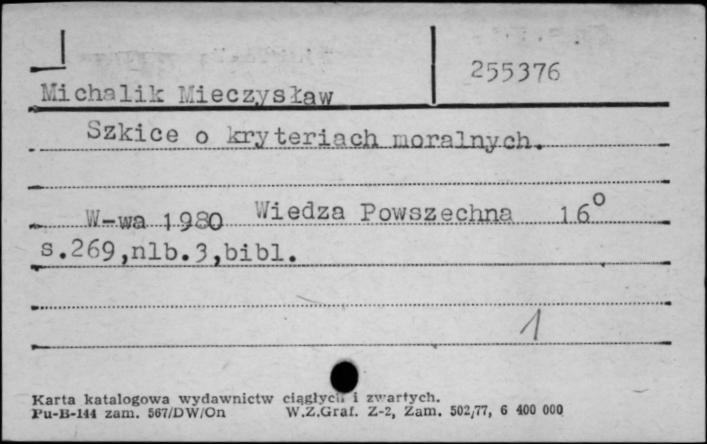 255376
Michalik Mieczysław
Szkice o kryteriach moralnych.
W-wa 1980 Wiedza Powszechna 16°
s.269,nlb.3,bibl.
1
Karta katalogowa wydawnictw ciągłych i zwartych.
Pu-B-144 zam. 567/DW/On W.Z.Graf. Z-2, Zam. 502/77, 6 400 000